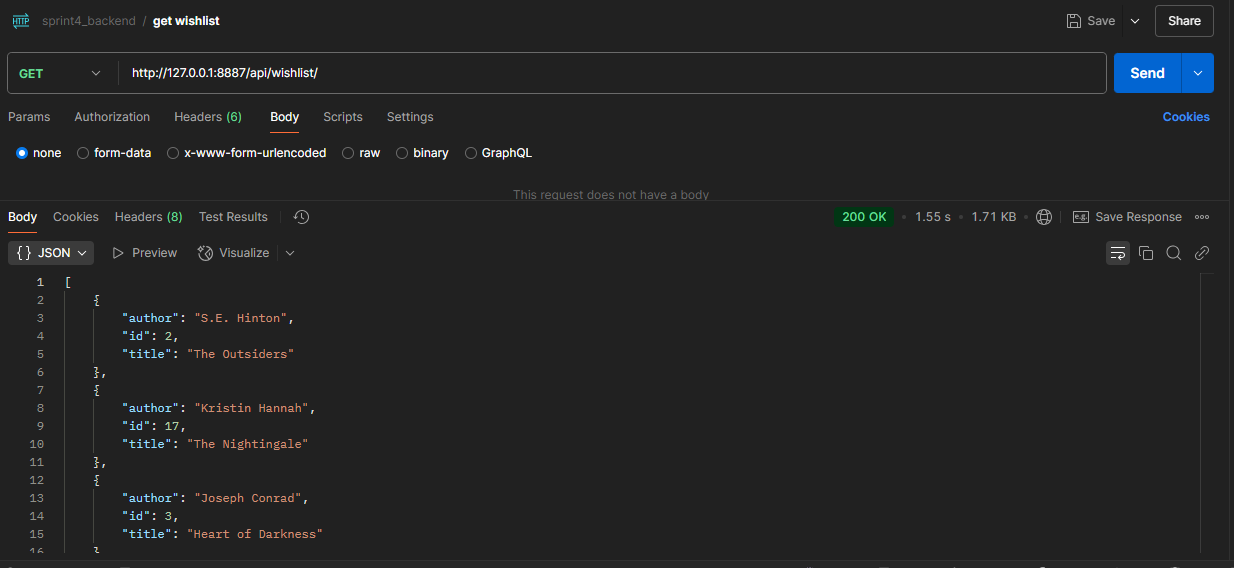 HTTP sprint4_backend / get wishlist Save Share
GET http://127.0.0.1:8887/api/wishlist/ Send
Params Authorization Headers (6) Body Scripts Settings Cookies
none form-data x-www-form-urlencoded raw binary GraphQL
This request does not have a body
Body Cookies Headers (8) Test Results 200 OK • 1.55 s • 1.71 KB • e.g. Save Response
{} JSON Preview Visualize
1 [
2 {
3 "author": "S.E. Hinton",
4 "id": 2,
5 "title": "The Outsiders"
6 },
7 {
8 "author": "Kristin Hannah",
9 "id": 17,
10 "title": "The Nightingale"
11 },
12 {
13 "author": "Joseph Conrad",
14 "id": 3,
15 "title": "Heart of Darkness"
16 }